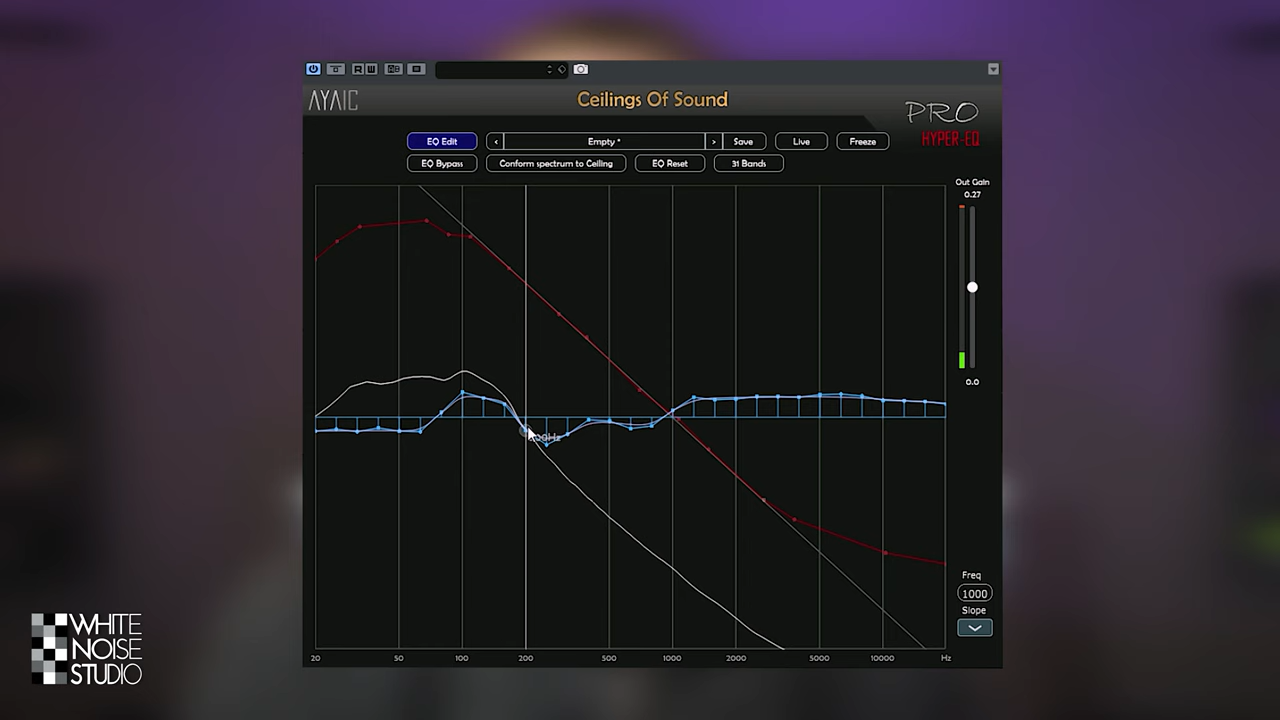 R W
AYAIC
Ceilings Of Sound
PRO
HYPER-EQ
EQ Edit
‹
Empty *
›
Save
Live
Freeze
EQ Bypass
Conform spectrum to Ceiling
EQ Reset
31 Bands
Out Gain
0.27
0.0
Freq
1000
Slope
20 50 100 200 500 1000 2000 5000 10000 Hz
WHITE
NOISE
STUDIO